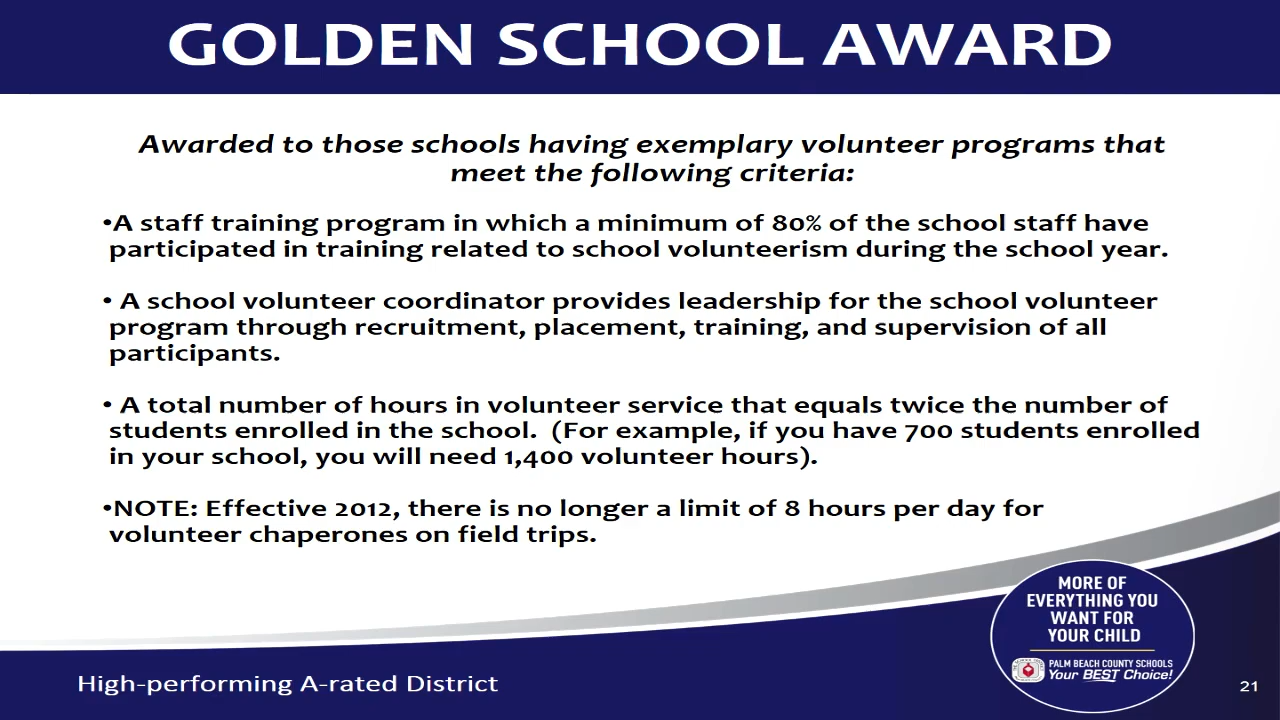 GOLDEN SCHOOL AWARD
Awarded to those schools having exemplary volunteer programs that
meet the following criteria:
•A staff training program in which a minimum of 80% of the school staff have
participated in training related to school volunteerism during the school year.
• A school volunteer coordinator provides leadership for the school volunteer
program through recruitment, placement, training, and supervision of all
participants.
• A total number of hours in volunteer service that equals twice the number of
students enrolled in the school.  (For example, if you have 700 students enrolled
in your school, you will need 1,400 volunteer hours).
•NOTE: Effective 2012, there is no longer a limit of 8 hours per day for
volunteer chaperones on field trips.
MORE OF
EVERYTHING YOU
WANT FOR
YOUR CHILD
PALM BEACH COUNTY SCHOOLS
Your BEST Choice!
High-performing A-rated District
21